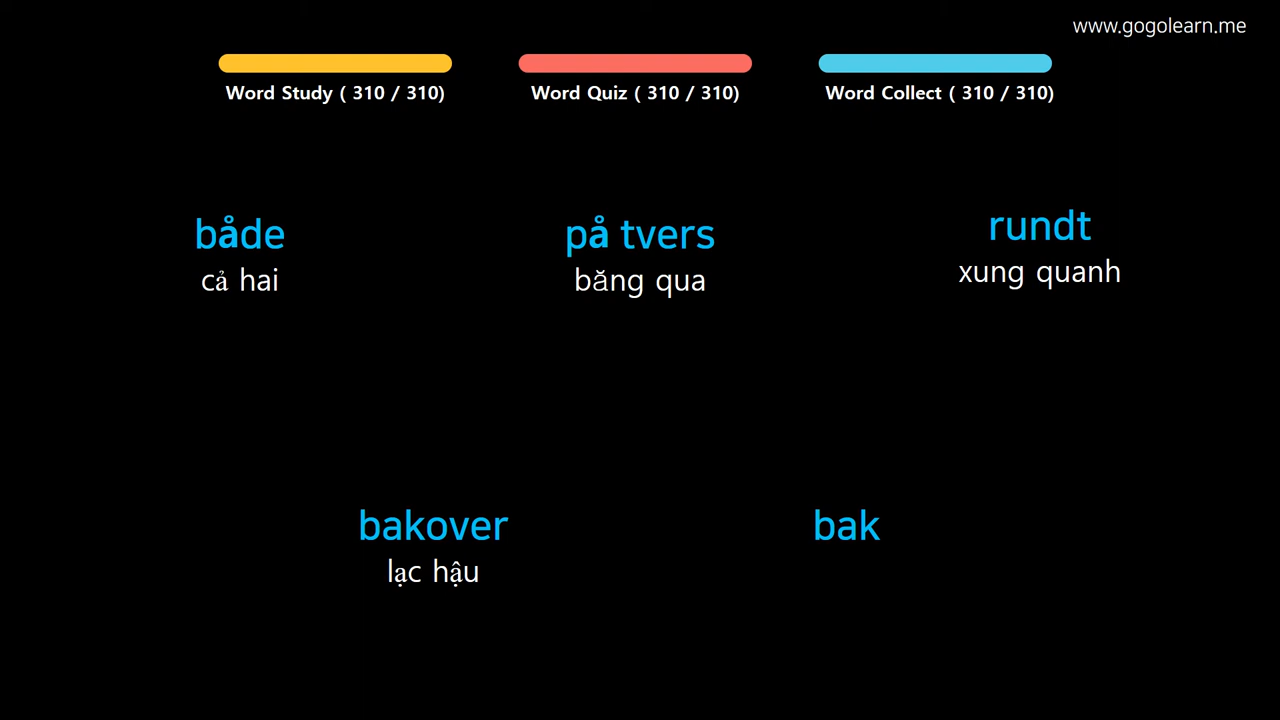 www.gogolearn.me
Word Study ( 310 / 310)
Word Quiz ( 310 / 310)
Word Collect ( 310 / 310)
både
cả hai
på tvers
băng qua
rundt
xung quanh
bakover
lạc hậu
bak